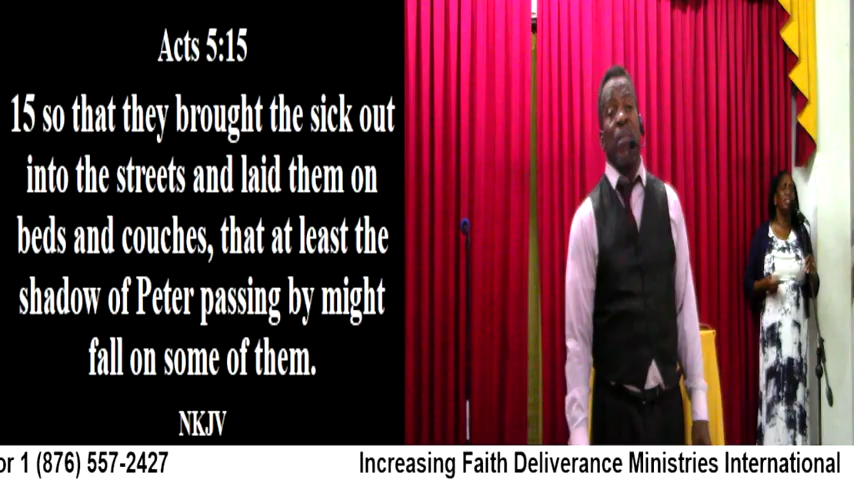 Acts 5:15
15 so that they brought the sick out
into the streets and laid them on
beds and couches, that at least the
shadow of Peter passing by might
fall on some of them.
NKJV
or 1 (876) 557-2427 Increasing Faith Deliverance Ministries International